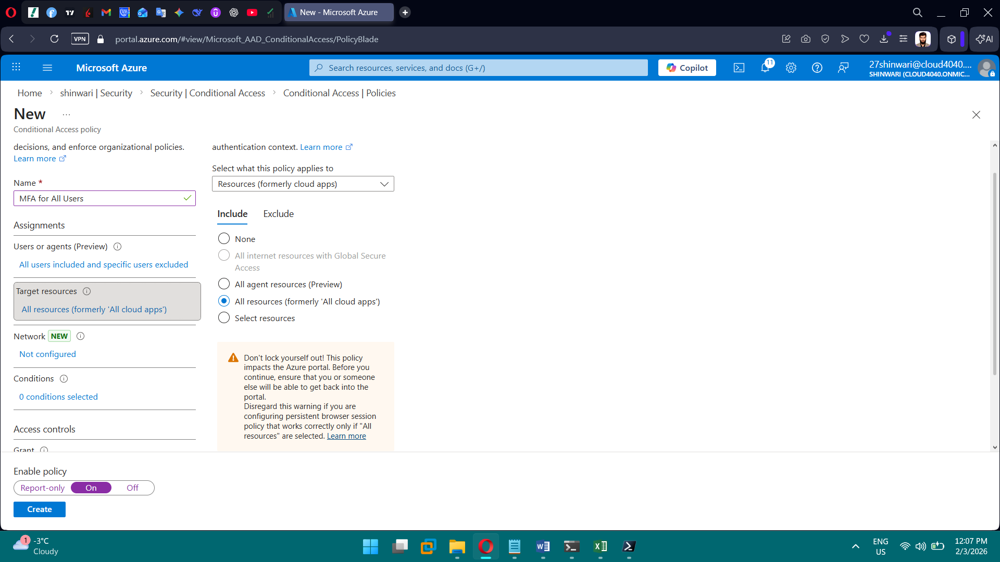 New - Microsoft Azure
VPN
portal.azure.com/#view/Microsoft_AAD_ConditionalAccess/PolicyBlade
AI
Microsoft Azure
Search resources, services, and docs (G+/)
Copilot
11
27shinwari@cloud4040....
SHINWARI (CLOUD4040.ONMIC...
Home
shinwari | Security
Security | Conditional Access
Conditional Access | Policies
New
...
Conditional Access policy
decisions, and enforce organizational policies.
Learn more
Name *
MFA for All Users
Assignments
Users or agents (Preview)
All users included and specific users excluded
Target resources
All resources (formerly 'All cloud apps')
Network NEW
Not configured
Conditions
0 conditions selected
Access controls
Grant
authentication context. Learn more
Select what this policy applies to
Resources (formerly cloud apps)
Include
Exclude
None
All internet resources with Global Secure
Access
All agent resources (Preview)
All resources (formerly 'All cloud apps')
Select resources
Don't lock yourself out! This policy
impacts the Azure portal. Before you
continue, ensure that you or someone
else will be able to get back into the
portal.
Disregard this warning if you are
configuring persistent browser session
policy that works correctly only if "All
resources" are selected. Learn more
Enable policy
Report-only
On
Off
Create
1
-3°C
Cloudy
ENG
US
12:07 PM
2/3/2026